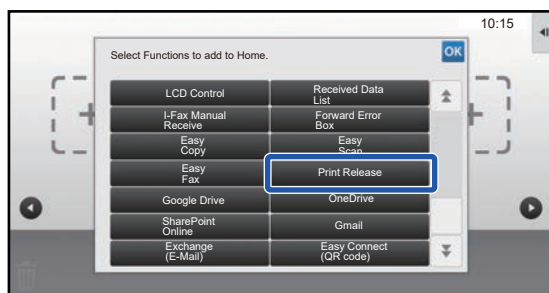 10:15
Select Functions to add to Home.
OK
LCD Control
Received Data
List
I-Fax Manual
Receive
Forward Error
Box
Easy
Copy
Easy
Scan
Easy
Fax
Print Release
Google Drive
OneDrive
SharePoint
Online
Gmail
Exchange
(E-Mail)
Easy Connect
(QR code)